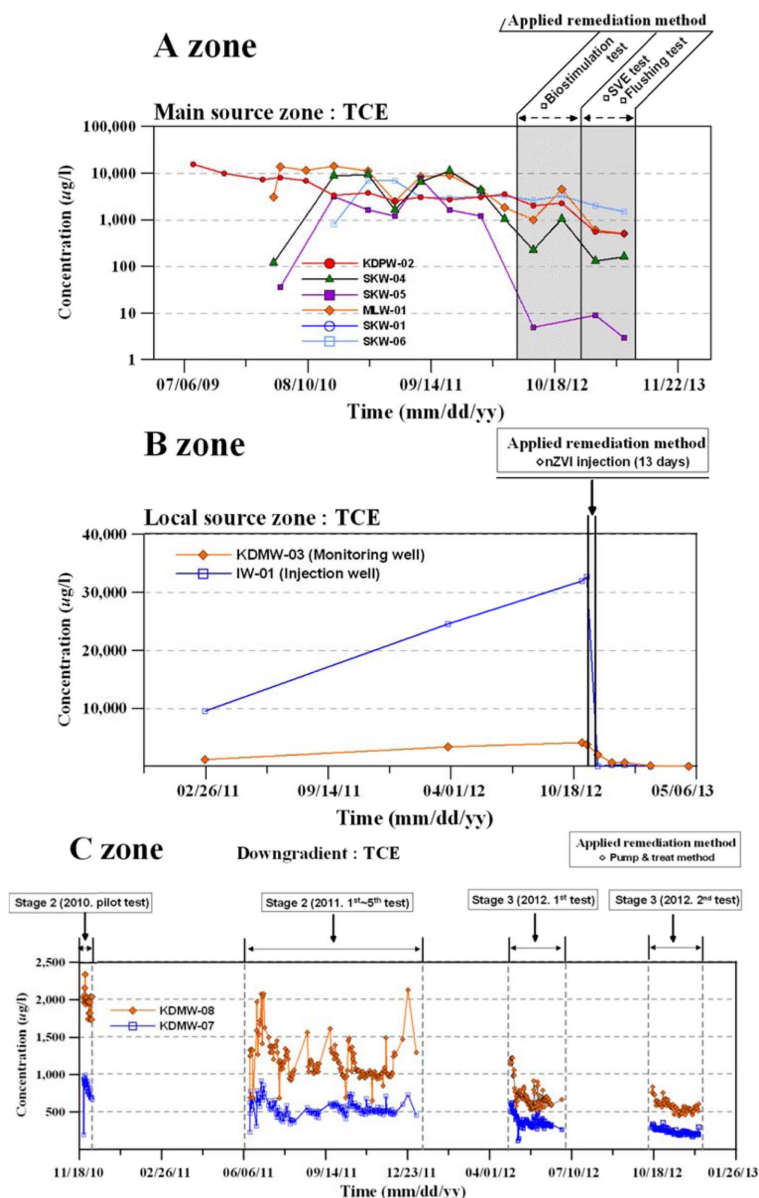 Applied remediation method
A zone
Biostimulation
test
SVE test
Flushing test
Main source zone : TCE
100,000
10,000
1,000
100
10
1
Concentration (ug/l)
KDPW-02
SKW-04
SKW-05
MLW-01
SKW-01
SKW-06
07/06/09 08/10/10 09/14/11 10/18/12 11/22/13
Time (mm/dd/yy)
B zone
Applied remediation method
◇nZVI injection (13 days)
Local source zone : TCE
40,000
30,000
20,000
10,000
Concentration (ug/l)
KDMW-03 (Monitoring well)
IW-01 (Injection well)
02/26/11 09/14/11 04/01/12 10/18/12 05/06/13
Time (mm/dd/yy)
C zone
Downgradient : TCE
Applied remediation method
◇ Pump & treat method
Stage 2 (2010. pilot test)
Stage 2 (2011. 1st~5th test)
Stage 3 (2012. 1st test)
Stage 3 (2012. 2nd test)
2,500
2,000
1,500
1,000
500
Concentration (ug/l)
KDMW-08
KDMW-07
11/18/10 02/26/11 06/06/11 09/14/11 12/23/11 04/01/12 07/10/12 10/18/12 01/26/13
Time (mm/dd/yy)